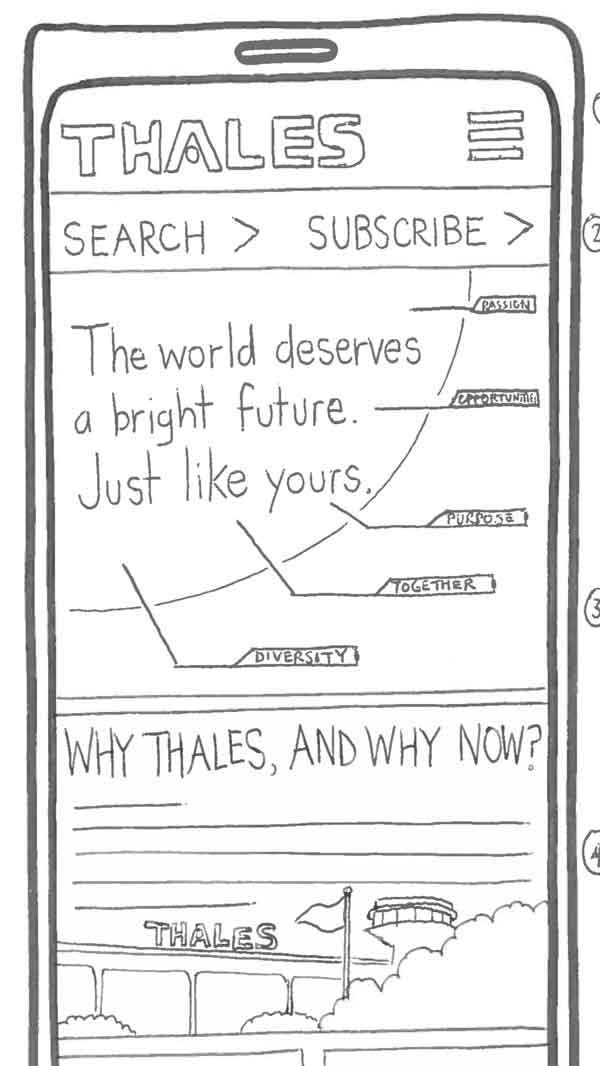 THALES
SEARCH > SUBSCRIBE >
PASSION
The world deserves
OPPORTUNITIES
a bright future.
Just like yours.
PURPOSE
TOGETHER
DIVERSITY
WHY THALES, AND WHY NOW?
THALES
2
3
4